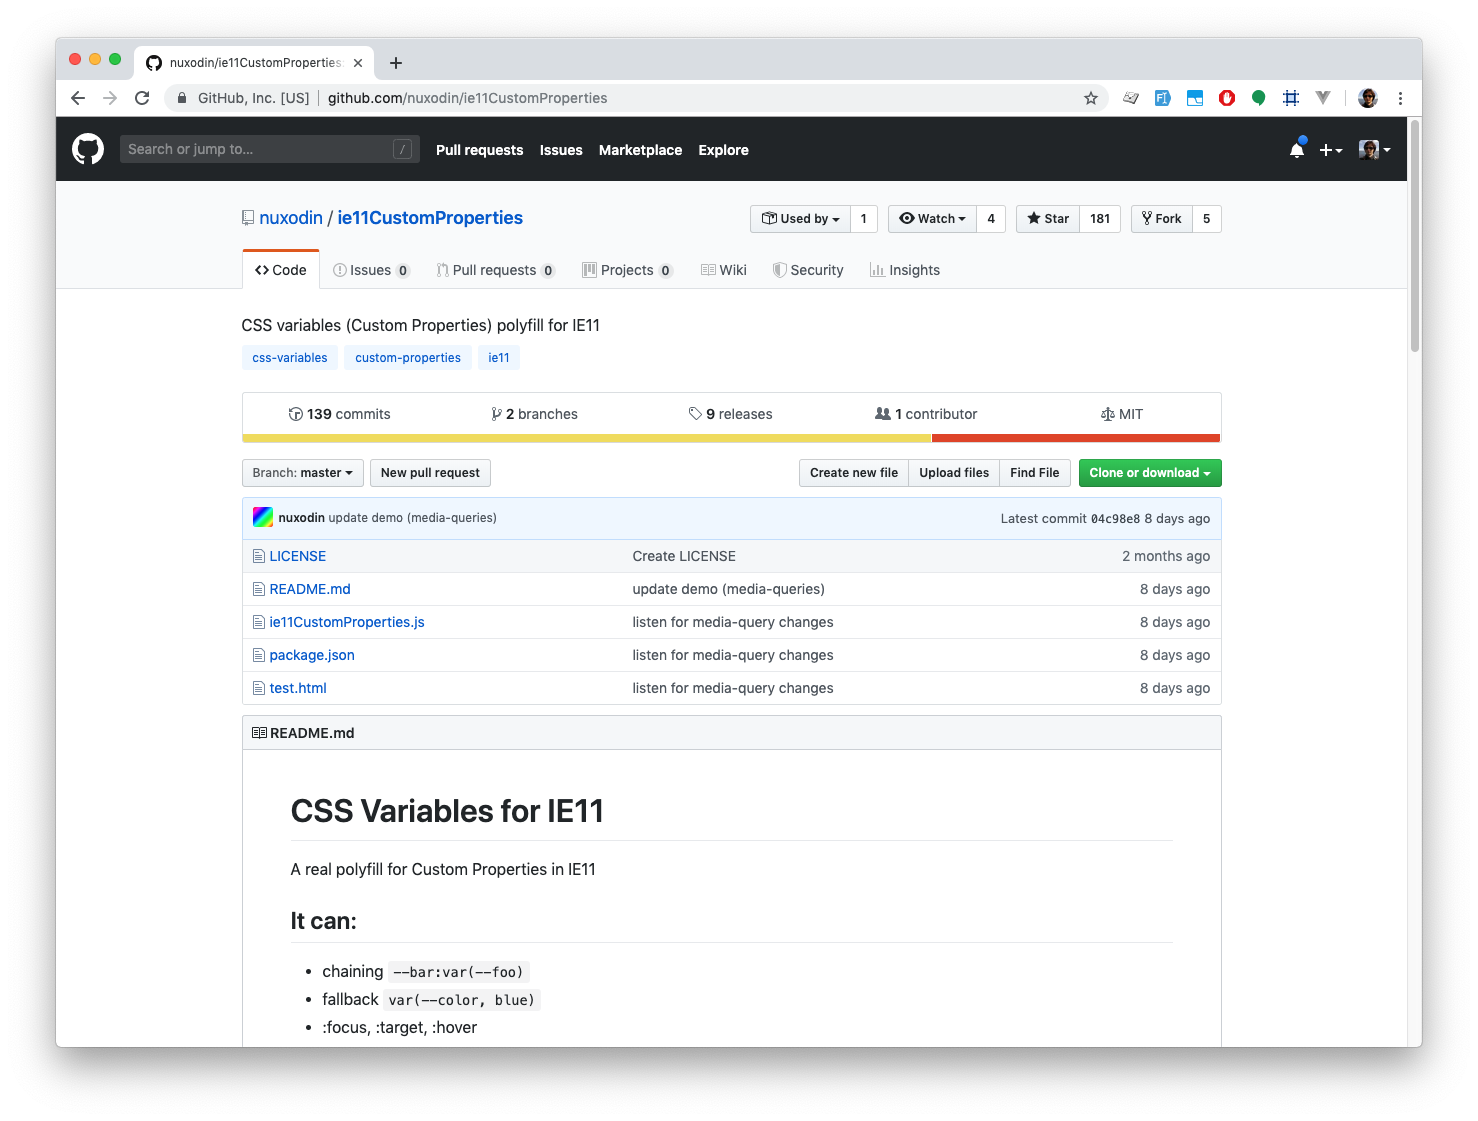 nuxodin/ie11CustomProperties:
GitHub, Inc. [US] github.com/nuxodin/ie11CustomProperties
Search or jump to... / Pull requests Issues Marketplace Explore
nuxodin / ie11CustomProperties Used by 1 Watch 4 Star 181 Fork 5
Code Issues 0 Pull requests 0 Projects 0 Wiki Security Insights
CSS variables (Custom Properties) polyfill for IE11
css-variables custom-properties ie11
139 commits 2 branches 9 releases 1 contributor MIT
Branch: master New pull request Create new file Upload files Find File Clone or download
nuxodin update demo (media-queries) Latest commit 04c98e8 8 days ago
LICENSE Create LICENSE 2 months ago
README.md update demo (media-queries) 8 days ago
ie11CustomProperties.js listen for media-query changes 8 days ago
package.json listen for media-query changes 8 days ago
test.html listen for media-query changes 8 days ago
README.md
CSS Variables for IE11
A real polyfill for Custom Properties in IE11
It can:
• chaining --bar:var(--foo)
• fallback var(--color, blue)
• :focus, :target, :hover